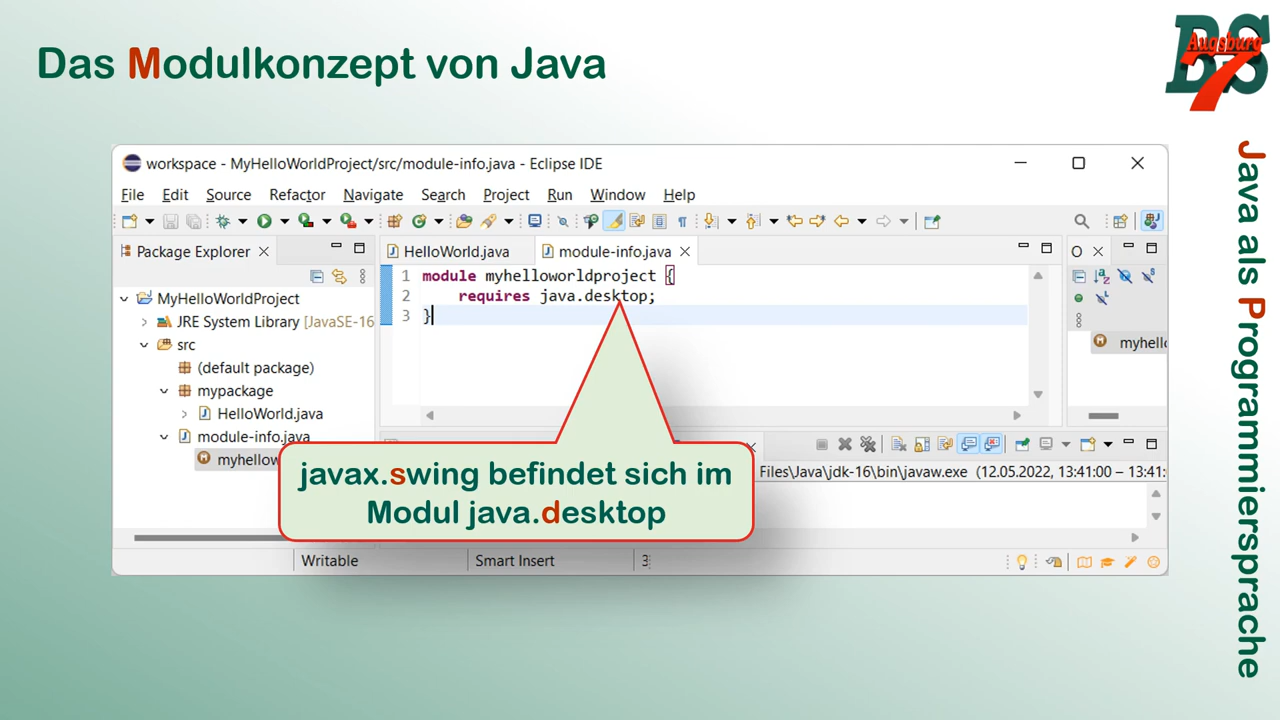 Das Modulkonzept von Java
BS
Augsburg
7
Java als Programmiersprache
workspace - MyHelloWorldProject/src/module-info.java - Eclipse IDE
File Edit Source Refactor Navigate Search Project Run Window Help
Package Explorer
HelloWorld.java
module-info.java
O
1 module myhelloworldproject {
2 requires java.desktop;
3 }
MyHelloWorldProject
JRE System Library [JavaSE-16
src
(default package)
mypackage
HelloWorld.java
module-info.java
myhellow
myhello
Files\Java\jdk-16\bin\javaw.exe (12.05.2022, 13:41:00 – 13:41:
javax.swing befindet sich im
Modul java.desktop
Writable Smart Insert 3